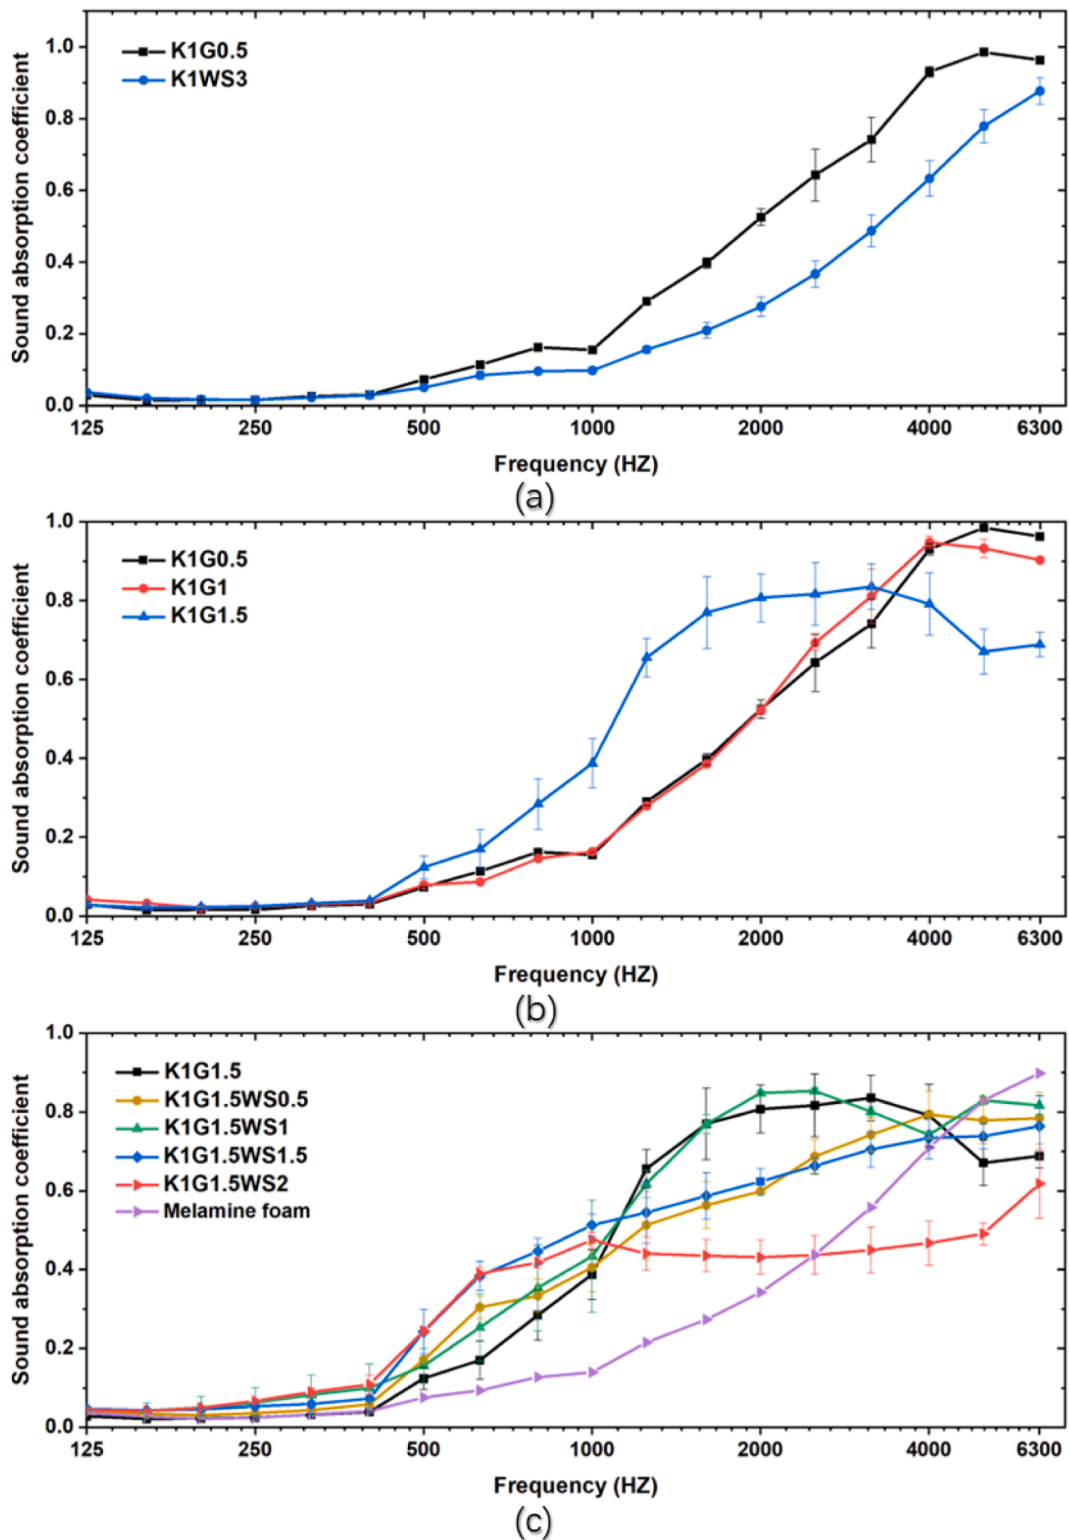 K1G0.5
K1WS3
Sound absorption coefficient
1.0
0.8
0.6
0.4
0.2
0.0
125 250 500 1000 2000 4000 6300
Frequency (HZ)
(a)
K1G0.5
K1G1
K1G1.5
Sound absorption coefficient
1.0
0.8
0.6
0.4
0.2
0.0
125 250 500 1000 2000 4000 6300
Frequency (HZ)
(b)
K1G1.5
K1G1.5WS0.5
K1G1.5WS1
K1G1.5WS1.5
K1G1.5WS2
Melamine foam
Sound absorption coefficient
1.0
0.8
0.6
0.4
0.2
0.0
125 250 500 1000 2000 4000 6300
Frequency (HZ)
(c)